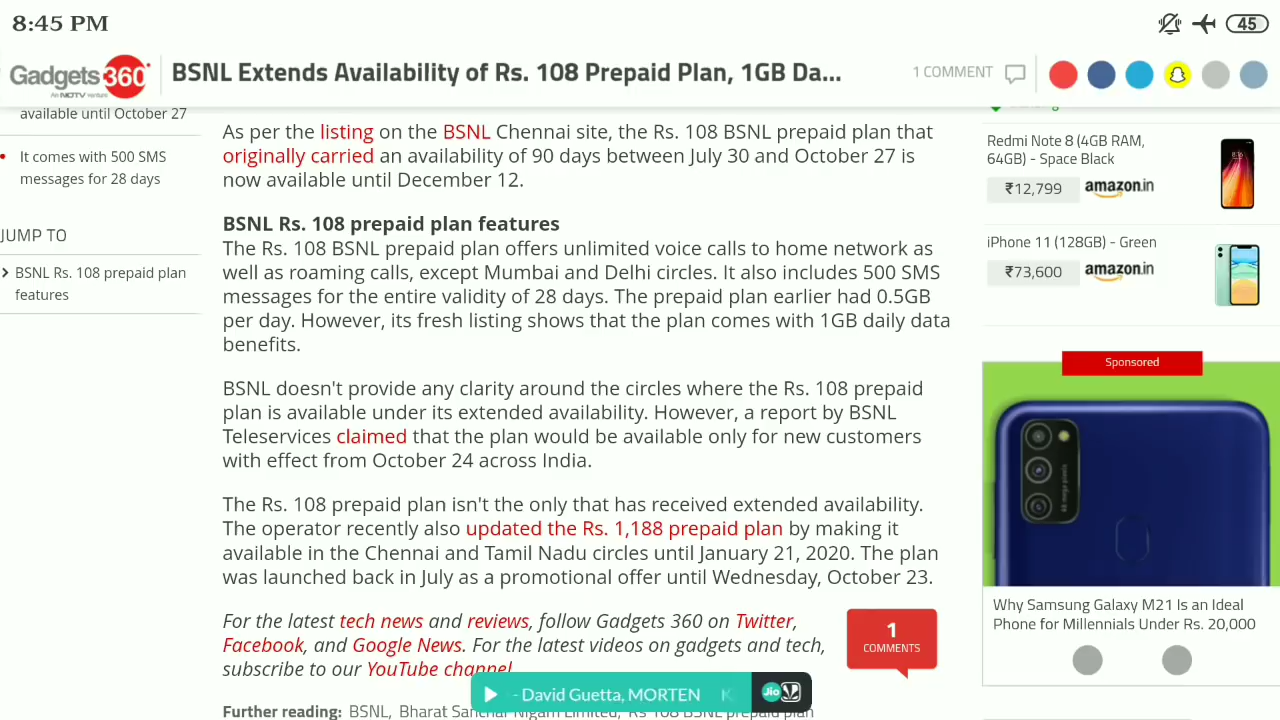 8:45 PM
45
Gadgets 360
An NDTV venture
BSNL Extends Availability of Rs. 108 Prepaid Plan, 1GB Da...
1 COMMENT
available until October 27
It comes with 500 SMS
messages for 28 days
JUMP TO
BSNL Rs. 108 prepaid plan
features
As per the listing on the BSNL Chennai site, the Rs. 108 BSNL prepaid plan that
originally carried an availability of 90 days between July 30 and October 27 is
now available until December 12.
BSNL Rs. 108 prepaid plan features
The Rs. 108 BSNL prepaid plan offers unlimited voice calls to home network as
well as roaming calls, except Mumbai and Delhi circles. It also includes 500 SMS
messages for the entire validity of 28 days. The prepaid plan earlier had 0.5GB
per day. However, its fresh listing shows that the plan comes with 1GB daily data
benefits.
BSNL doesn't provide any clarity around the circles where the Rs. 108 prepaid
plan is available under its extended availability. However, a report by BSNL
Teleservices claimed that the plan would be available only for new customers
with effect from October 24 across India.
The Rs. 108 prepaid plan isn't the only that has received extended availability.
The operator recently also updated the Rs. 1,188 prepaid plan by making it
available in the Chennai and Tamil Nadu circles until January 21, 2020. The plan
was launched back in July as a promotional offer until Wednesday, October 23.
For the latest tech news and reviews, follow Gadgets 360 on Twitter,
Facebook, and Google News. For the latest videos on gadgets and tech,
subscribe to our YouTube channel.
1
COMMENTS
- David Guetta, MORTEN K
Jio
Further reading: BSNL, Bharat Sanchar Nigam Limited, Rs 108 BSNL prepaid plan
Redmi Note 8 (4GB RAM,
64GB) - Space Black
₹12,799
amazon.in
iPhone 11 (128GB) - Green
₹73,600
amazon.in
Sponsored
48 mega pixels
Why Samsung Galaxy M21 Is an Ideal
Phone for Millennials Under Rs. 20,000